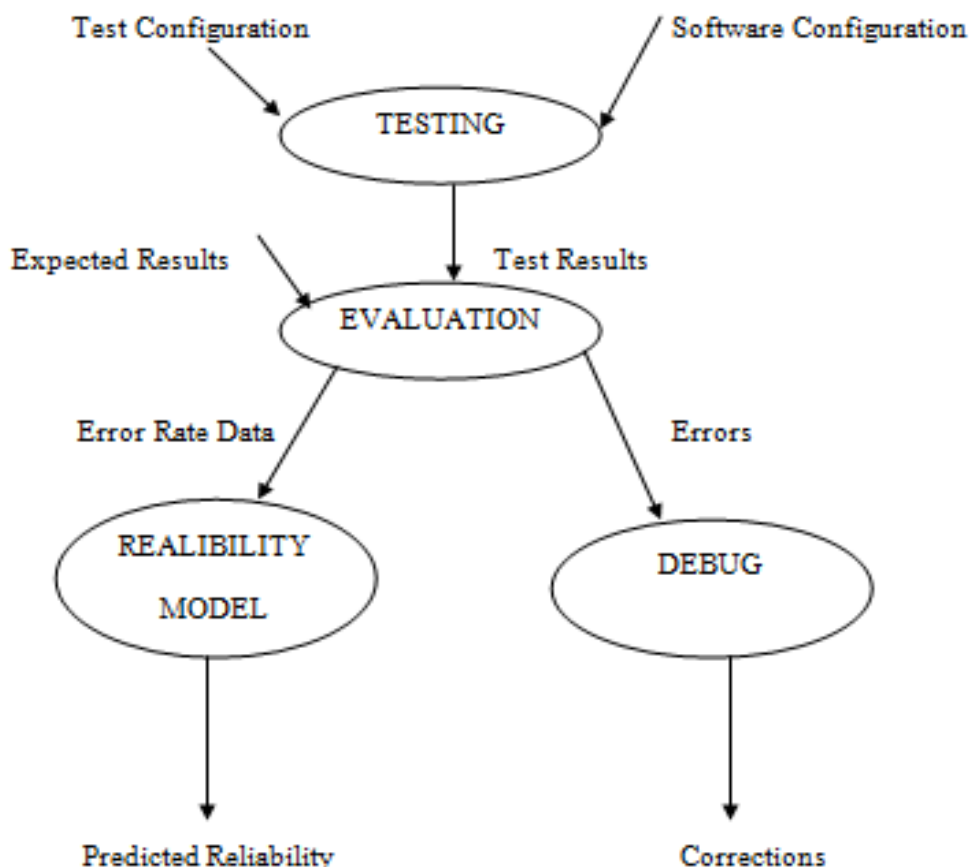 Test Configuration
Software Configuration
TESTING
Expected Results
Test Results
EVALUATION
Error Rate Data
Errors
REALIBILITY
MODEL
DEBUG
Predicted Reliability
Corrections